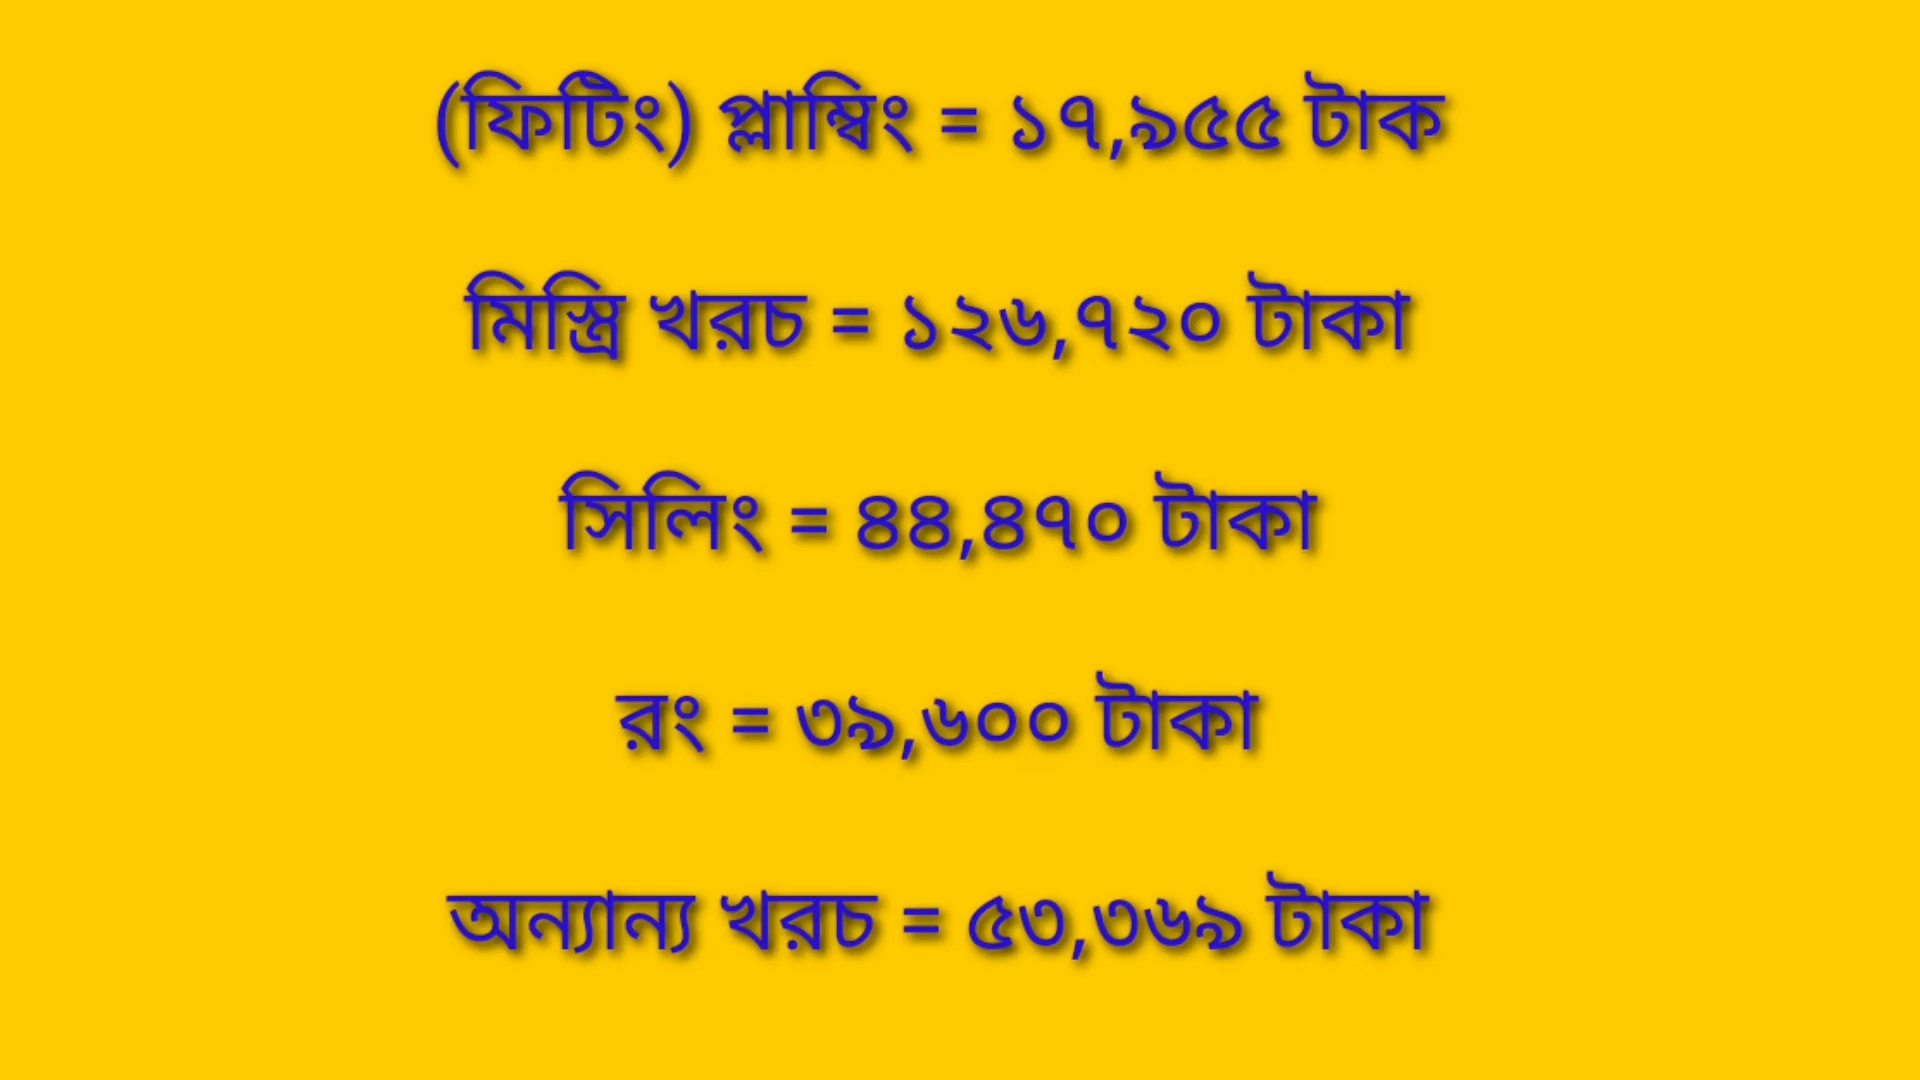 (ফিটিং) প্লাম্বিং = ১৭,৯৫৫ টাক
মিস্ত্রি খরচ = ১২৬,৭২০ টাকা
সিলিং = ৪৪,৪৭০ টাকা
রং = ৩৯,৬০০ টাকা
অন্যান্য খরচ = ৫৩,৩৬৯ টাকা